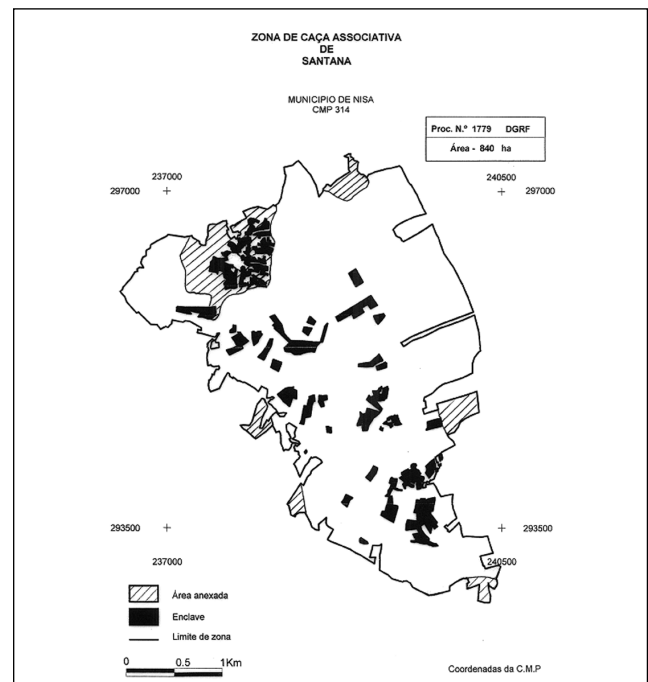 ZONA DE CAÇA ASSOCIATIVA
DE
SANTANA
MUNICIPIO DE NISA
CMP 314
Proc. N.º 1779 DGRF
Área - 840 ha
237000
240500
297000
297000
293500
293500
237000
240500
Área anexada
Enclave
Limite de zona
0 0.5 1Km
Coordenadas da C.M.P